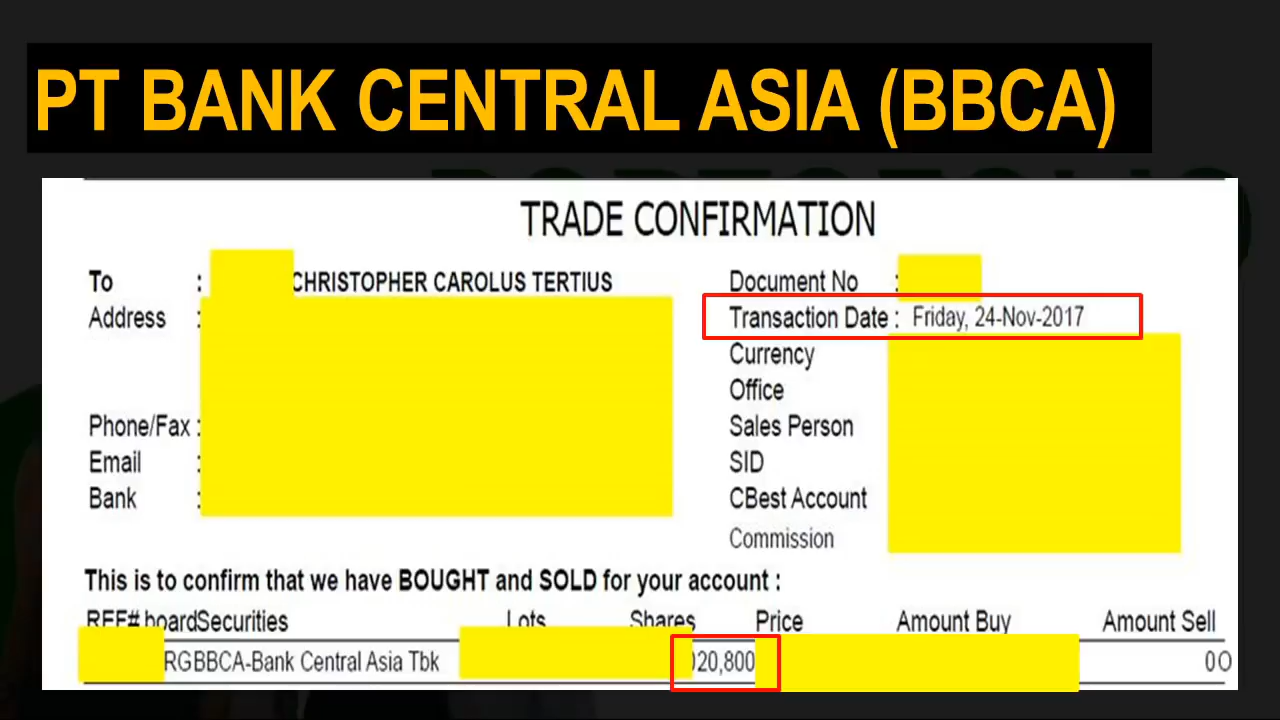 PT BANK CENTRAL ASIA (BBCA)
TRADE CONFIRMATION
To : CHRISTOPHER CAROLUS TERTIUS
Address :
Phone/Fax :
Email :
Bank :
Document No :
Transaction Date : Friday, 24-Nov-2017
Currency
Office
Sales Person
SID
CBest Account
Commission
This is to confirm that we have BOUGHT and SOLD for your account :
REF# boardSecurities Lots Shares Price Amount Buy Amount Sell
RGBBCA-Bank Central Asia Tbk 20,800 0O